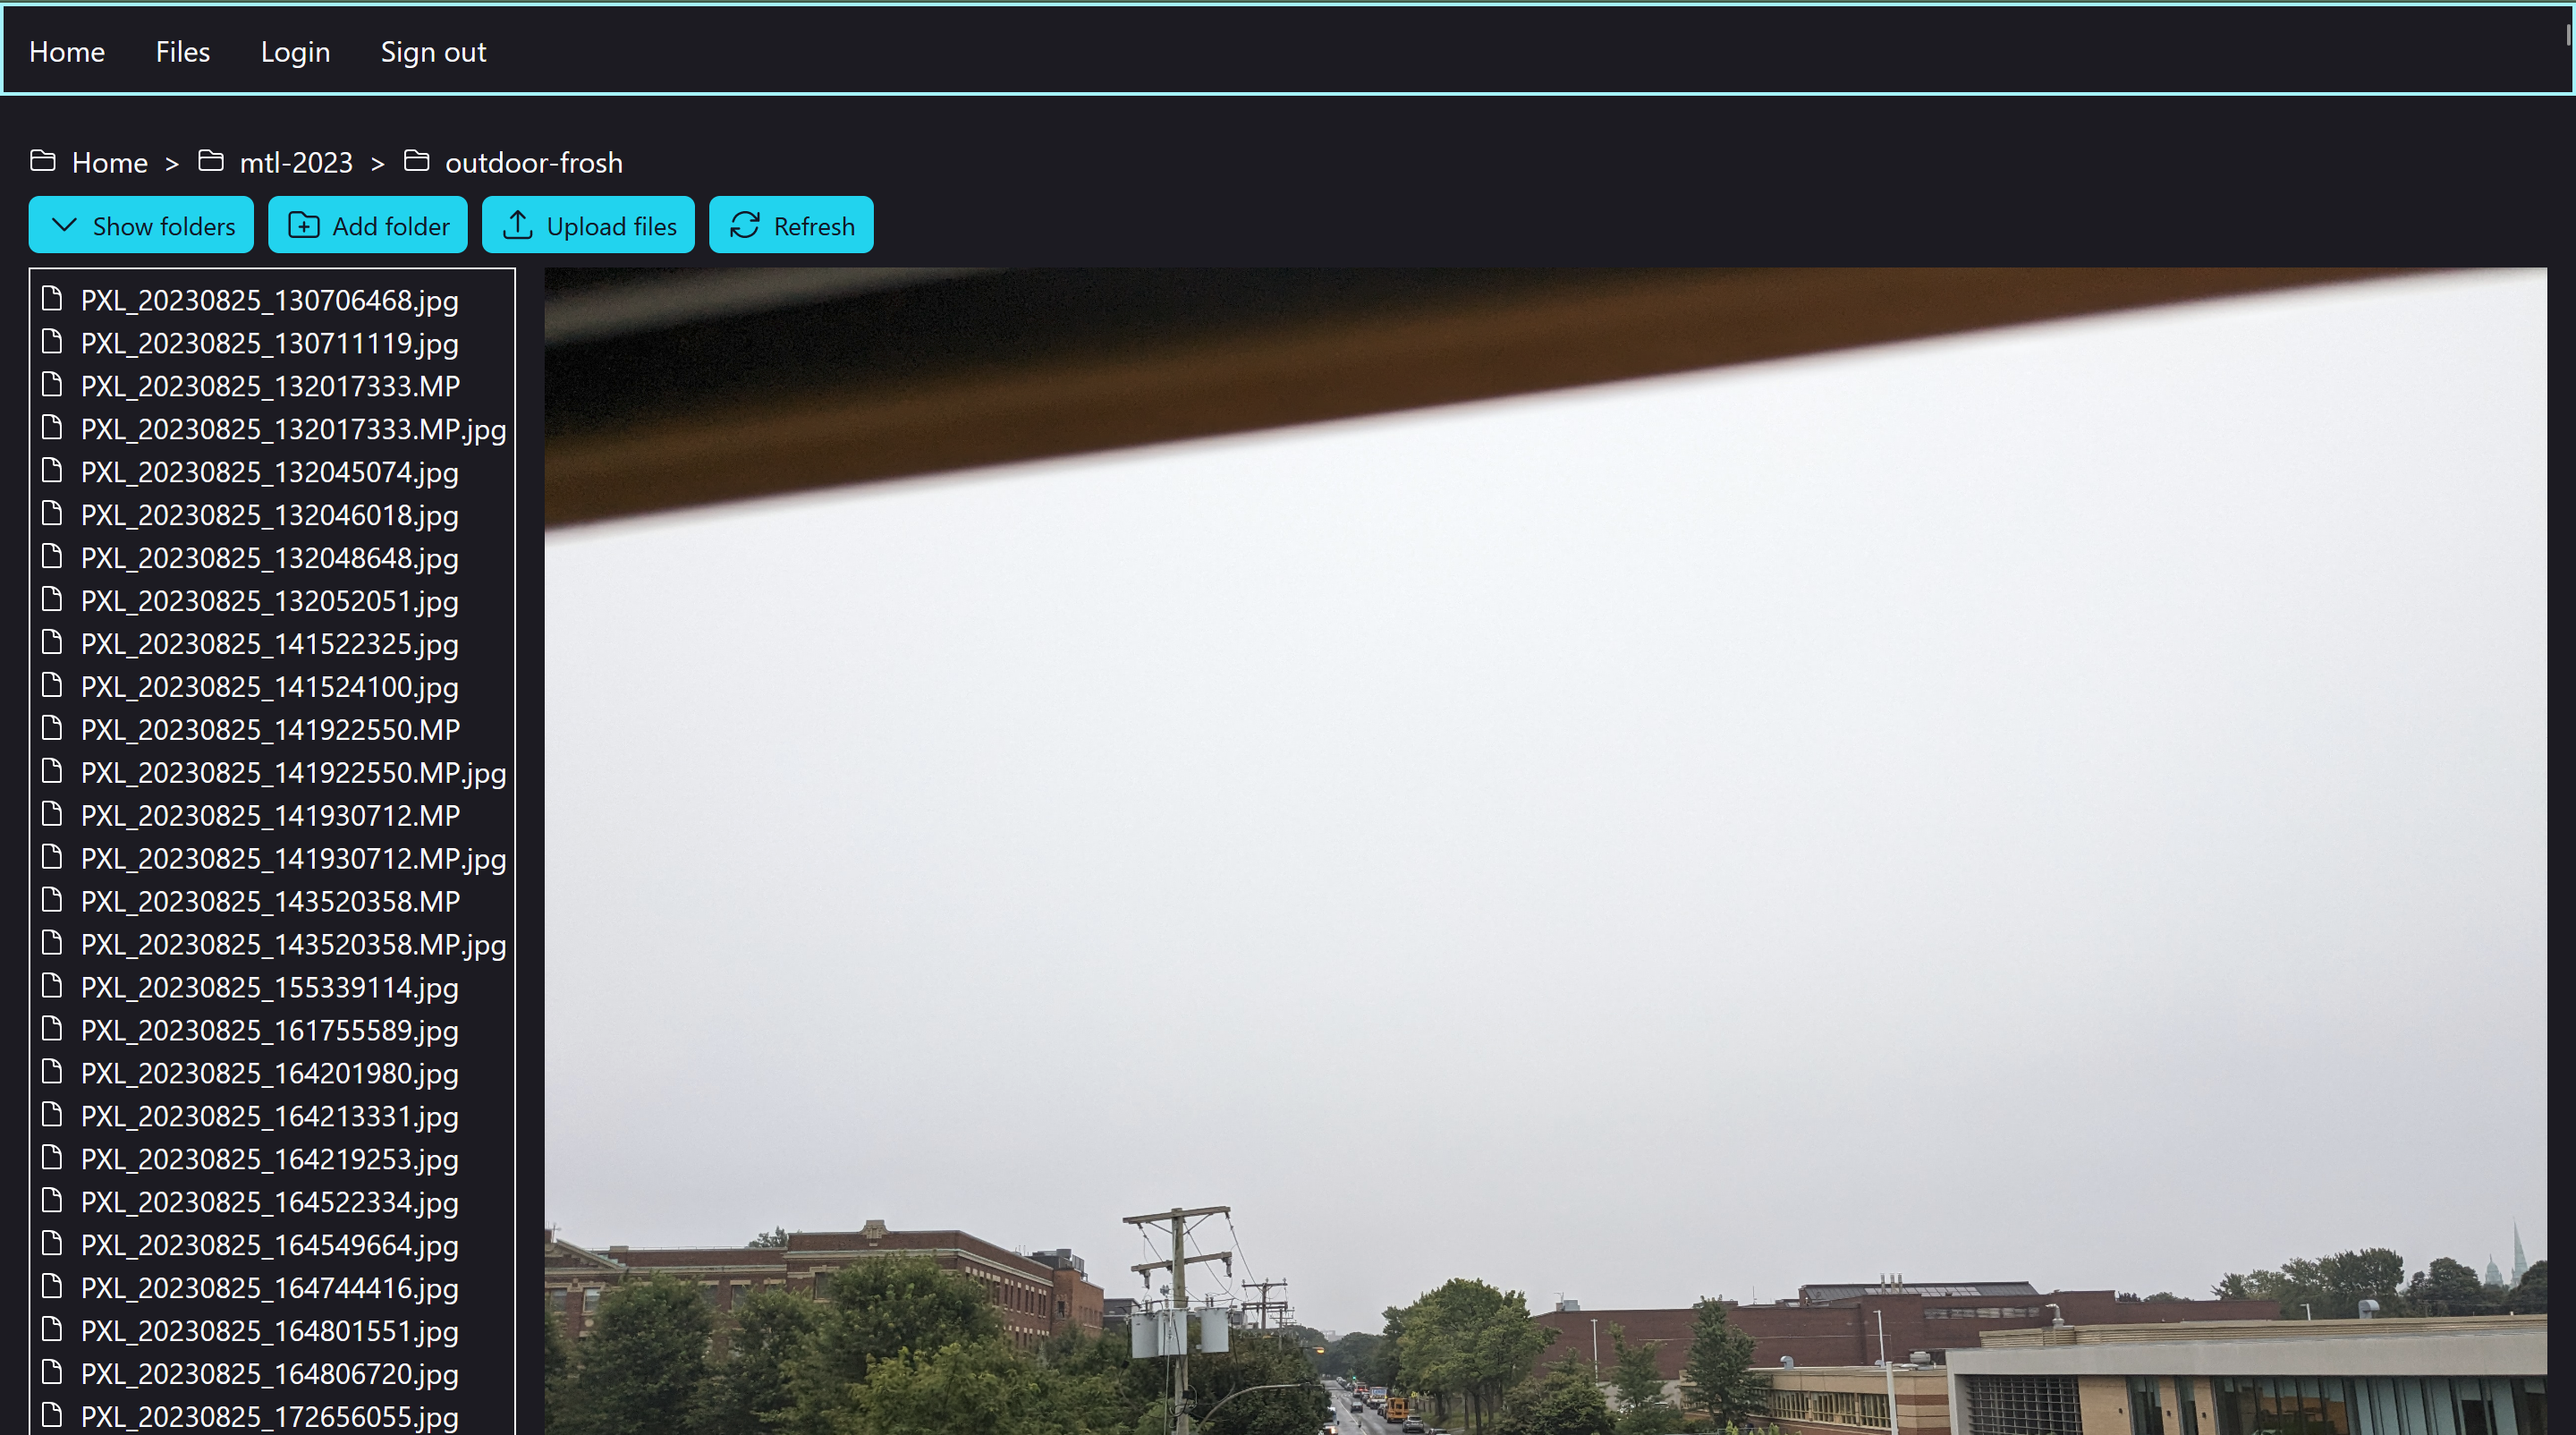 Home Files Login Sign out
Home > mtl-2023 > outdoor-frosh
Show folders Add folder Upload files Refresh
PXL_20230825_130706468.jpg
PXL_20230825_130711119.jpg
PXL_20230825_132017333.MP
PXL_20230825_132017333.MP.jpg
PXL_20230825_132045074.jpg
PXL_20230825_132046018.jpg
PXL_20230825_132048648.jpg
PXL_20230825_132052051.jpg
PXL_20230825_141522325.jpg
PXL_20230825_141524100.jpg
PXL_20230825_141922550.MP
PXL_20230825_141922550.MP.jpg
PXL_20230825_141930712.MP
PXL_20230825_141930712.MP.jpg
PXL_20230825_143520358.MP
PXL_20230825_143520358.MP.jpg
PXL_20230825_155339114.jpg
PXL_20230825_161755589.jpg
PXL_20230825_164201980.jpg
PXL_20230825_164213331.jpg
PXL_20230825_164219253.jpg
PXL_20230825_164522334.jpg
PXL_20230825_164549664.jpg
PXL_20230825_164744416.jpg
PXL_20230825_164801551.jpg
PXL_20230825_164806720.jpg
PXL_20230825_172656055.jpg